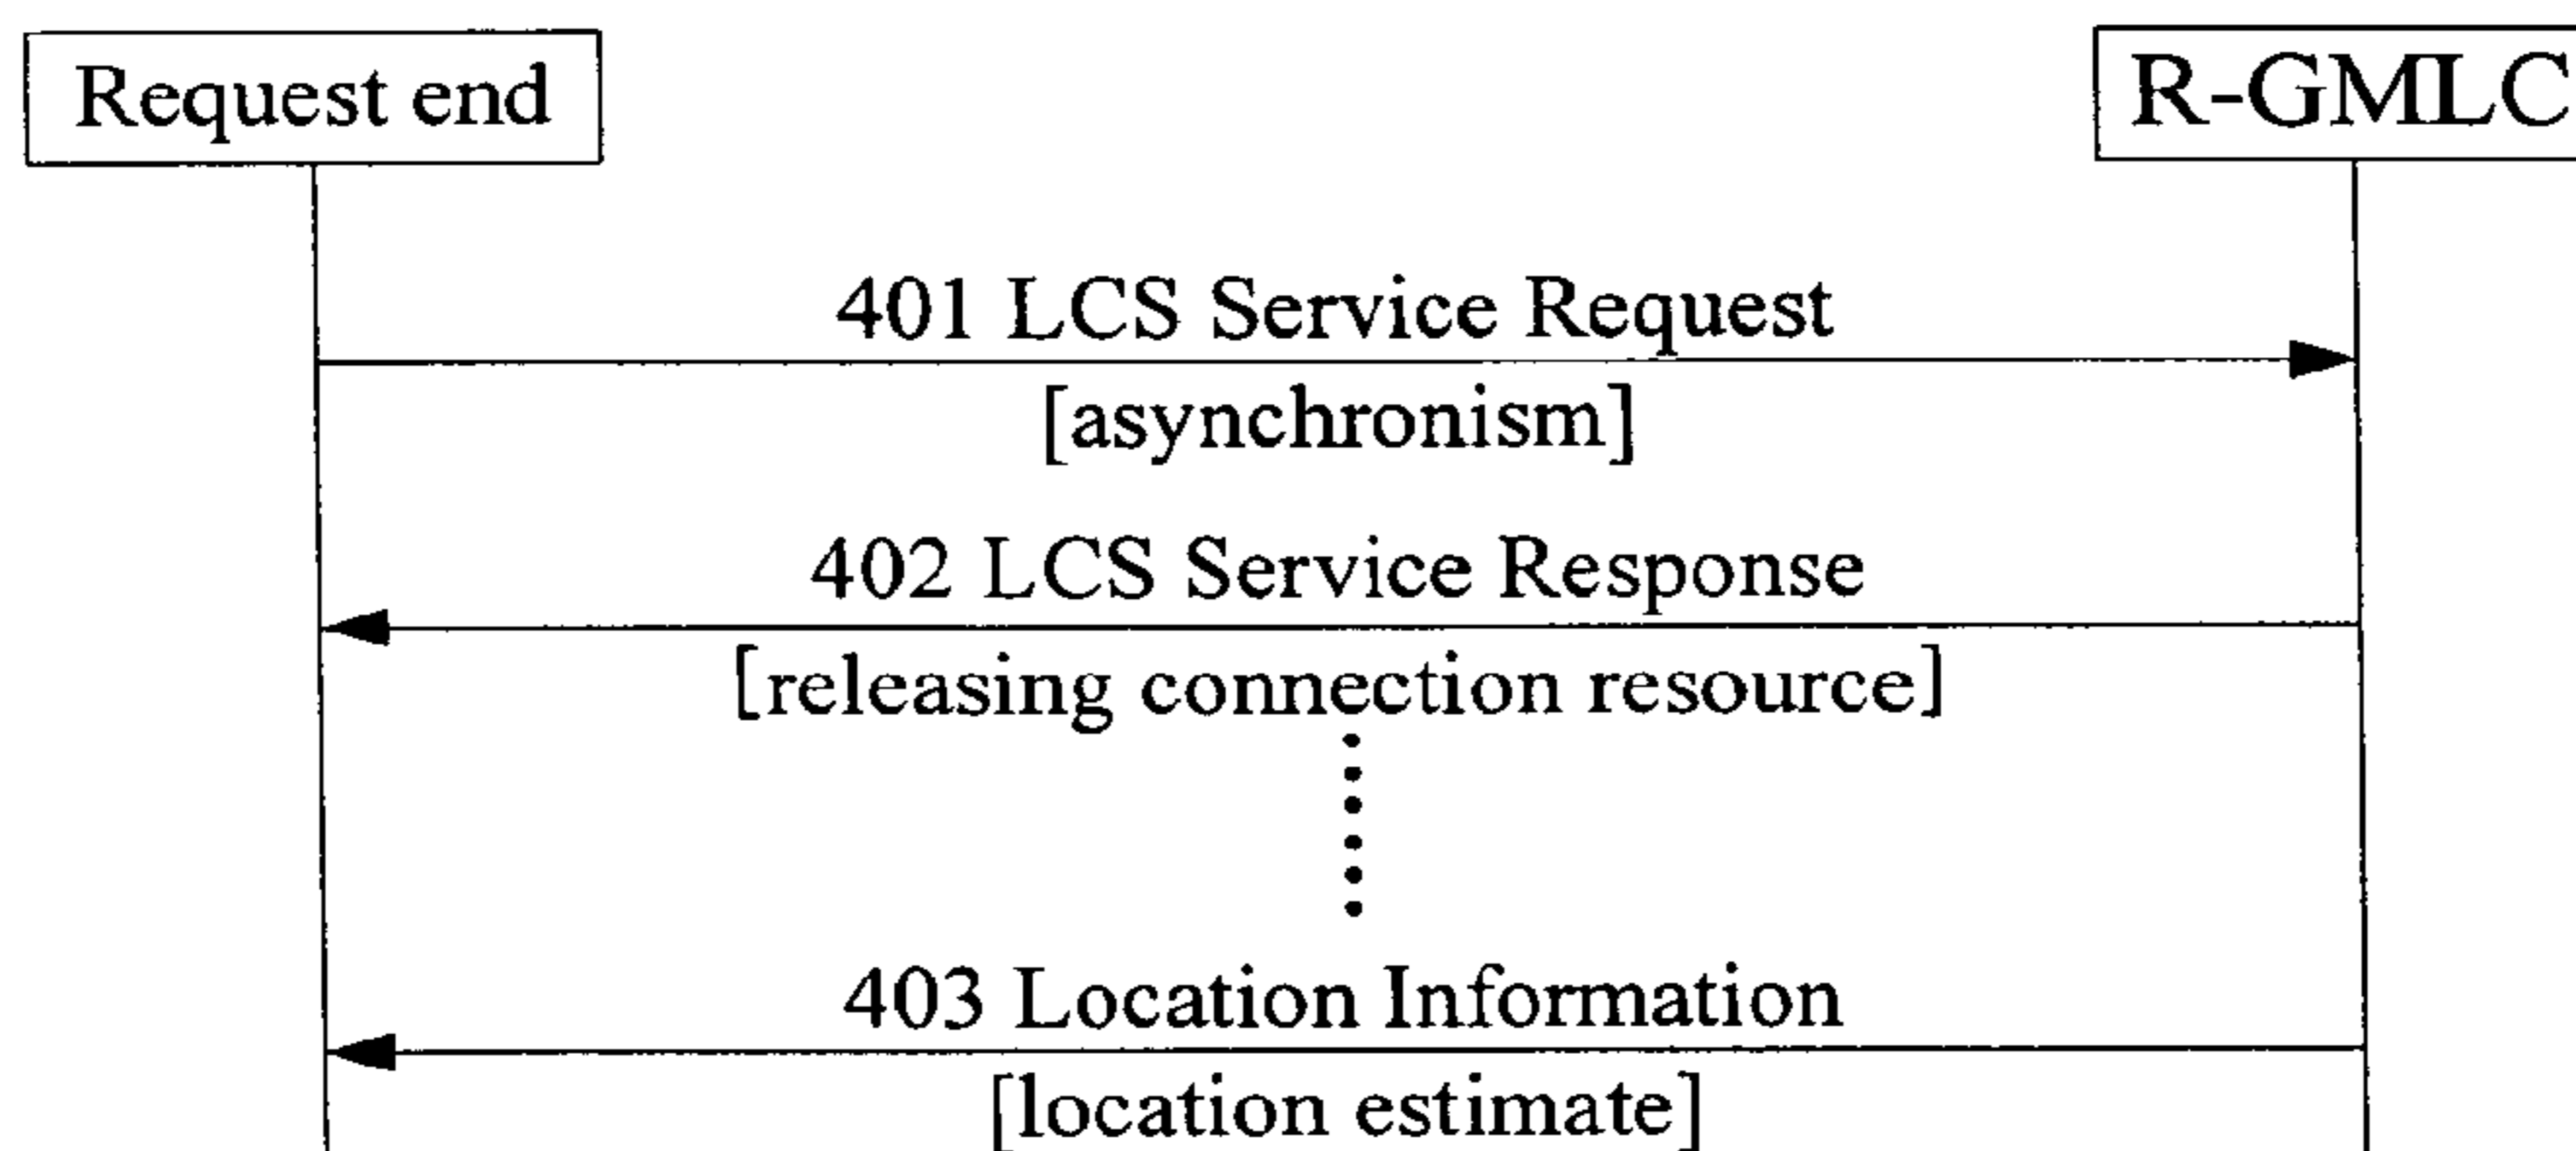 Request end
R-GMLC
401 LCS Service Request
[asynchronism]
402 LCS Service Response
[releasing connection resource]
403 Location Information
[location estimate]